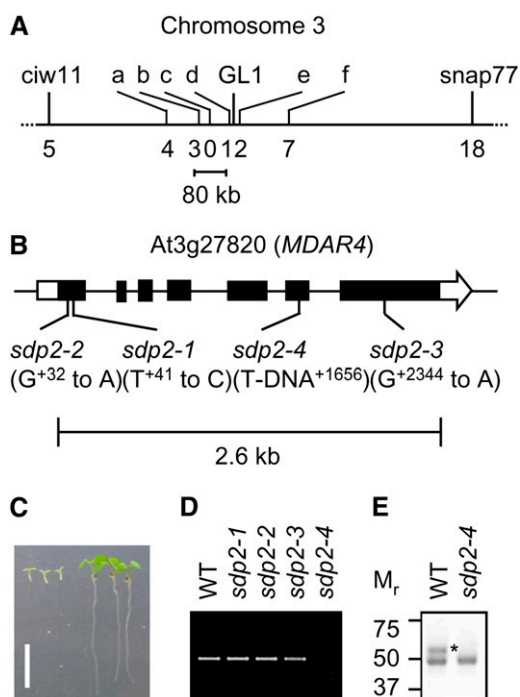 A
Chromosome 3
ciw11 a b c d GL1 e f snap77
5 4 3 0 1 2 7 18
80 kb
B
At3g27820 (MDAR4)
sdp2-2 sdp2-1 sdp2-4 sdp2-3
(G+32 to A)(T+41 to C)(T-DNA+1656)(G+2344 to A)
2.6 kb
C
D
WT sdp2-1 sdp2-2 sdp2-3 sdp2-4
E
WT sdp2-4
Mr
75
*
50
37